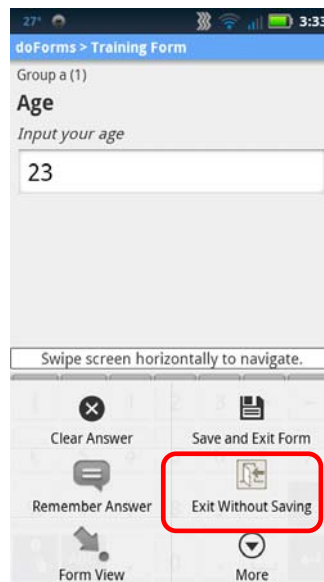 27° 3:33
doForms > Training Form
Group a (1)
Age
Input your age
23
Swipe screen horizontally to navigate.
Clear Answer Save and Exit Form
Remember Answer Exit Without Saving
Form View More